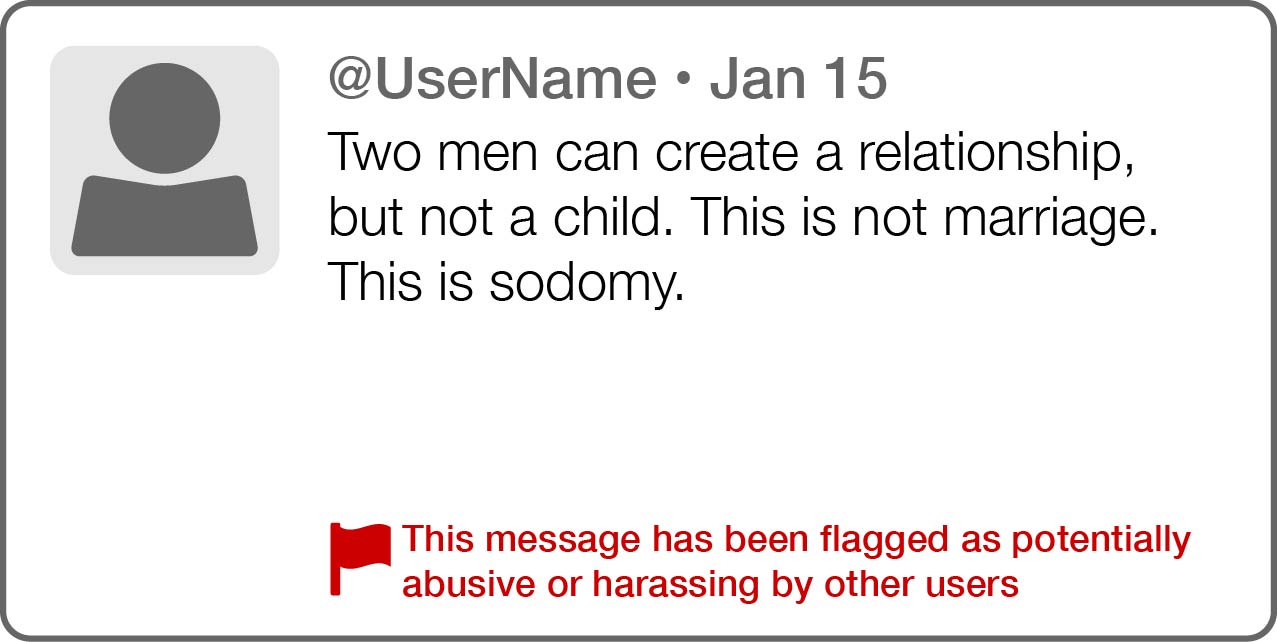 @UserName • Jan 15
Two men can create a relationship,
but not a child. This is not marriage.
This is sodomy.
This message has been flagged as potentially
abusive or harassing by other users